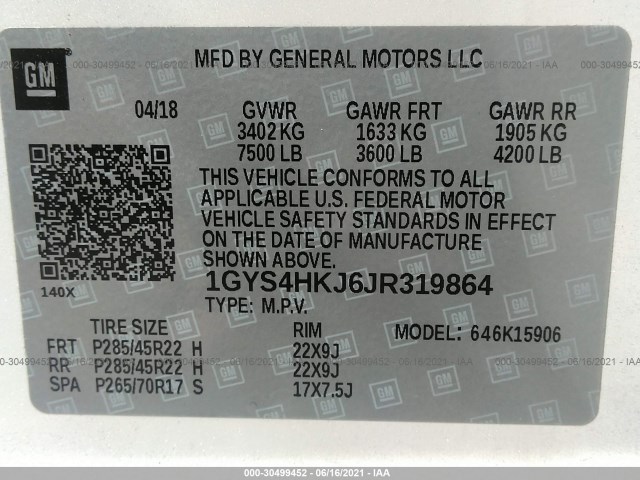 GM
MFD BY GENERAL MOTORS LLC
04/18 GVWR GAWR FRT GAWR RR
3402 KG 1633 KG 1905 KG
7500 LB 3600 LB 4200 LB
THIS VEHICLE CONFORMS TO ALL
APPLICABLE U.S. FEDERAL MOTOR
VEHICLE SAFETY STANDARDS IN EFFECT
ON THE DATE OF MANUFACTURE
SHOWN ABOVE.
140X
1GYS4HKJ6JR319864
TYPE: M.P.V.
TIRE SIZE RIM MODEL: 646K15906
FRT P285/45R22 H 22X9J
RR P285/45R22 H 22X9J
SPA P265/70R17 S 17X7.5J
000-30499452 - 06/16/2021 - IAA